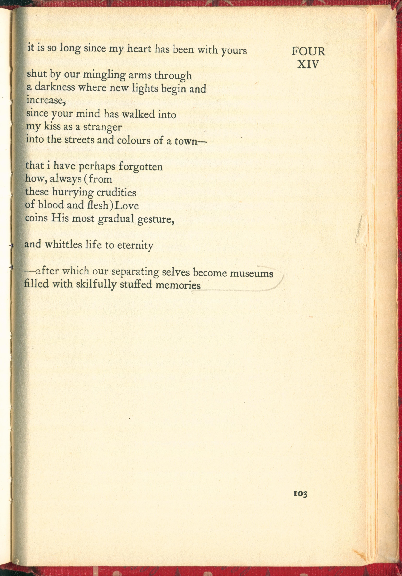 it is so long since my heart has been with yours
FOUR
XIV
shut by our mingling arms through
a darkness where new lights begin and
increase,
since your mind has walked into
my kiss as a stranger
into the streets and colours of a town—
that i have perhaps forgotten
how, always (from
these hurrying crudities
of blood and flesh) Love
coins His most gradual gesture,
and whittles life to eternity
—after which our separating selves become museums
filled with skilfully stuffed memories
103